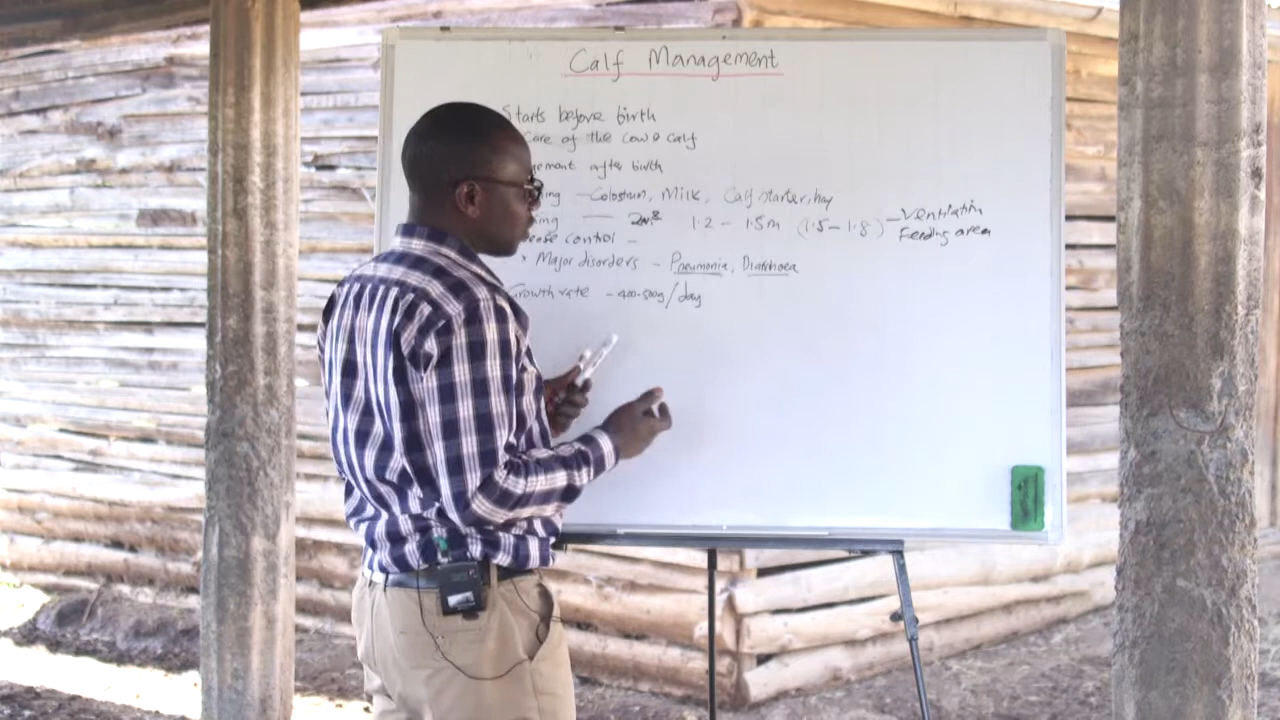 Calf Management
Starts before birth
care of the cow & calf
ement after birth
ing - Colostrum, Milk, Calf starter, hay
ing — 1.2 - 1.5m (1.5-1.8) - Ventilation
Feeding area
ease control -
* Major disorders - Pneumonia, Diarrhoea
Growth rate - 400-500g/day